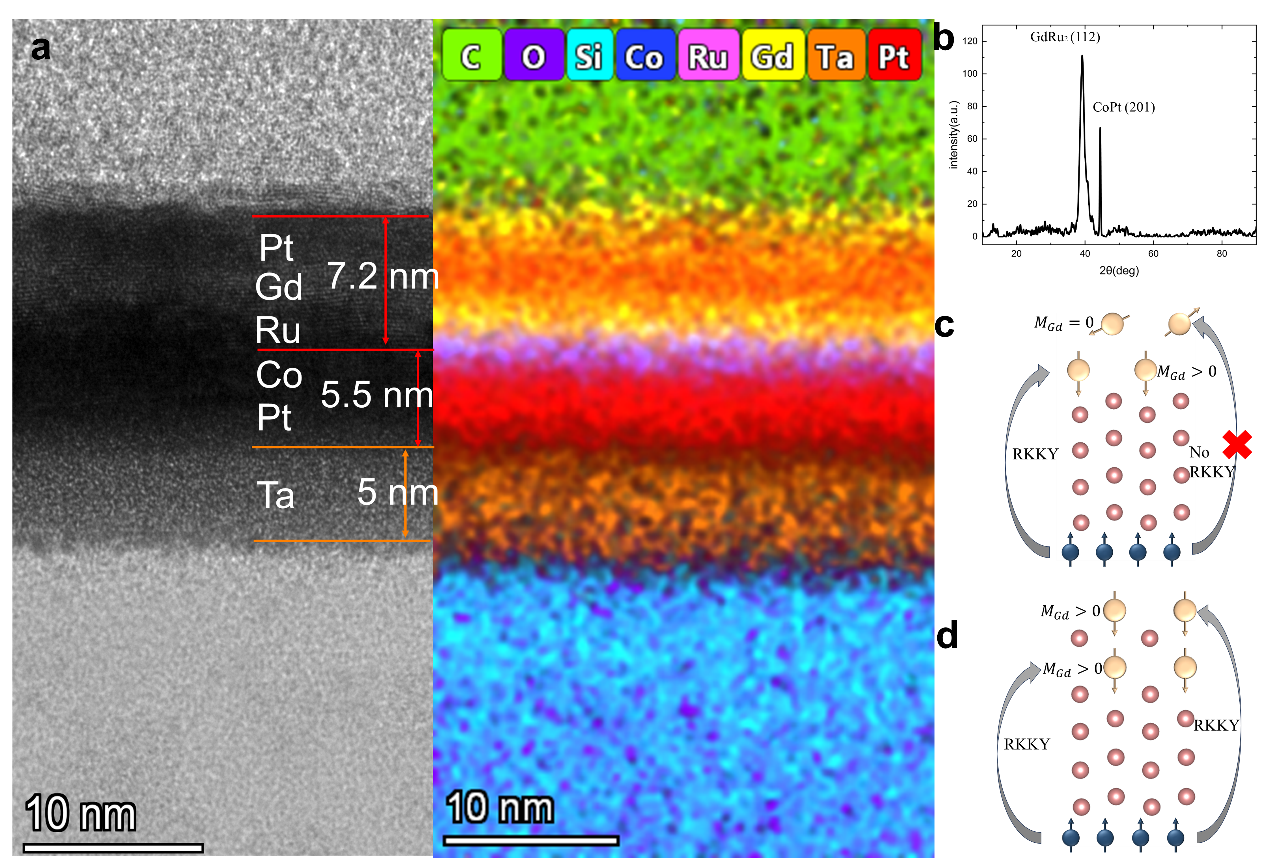 a
Pt
Gd
7.2 nm
Ru
Co
Pt
5.5 nm
Ta
5 nm
10 nm
C O Si Co Ru Gd Ta Pt
10 nm
b
GdRu₂ (112)
CoPt (201)
intensity(a.u.)
120
100
80
60
40
20
0
20 40 60 80
2θ(deg)
c
M_Gd = 0
M_Gd > 0
RKKY
No
RKKY
d
M_Gd > 0
M_Gd > 0
RKKY
RKKY